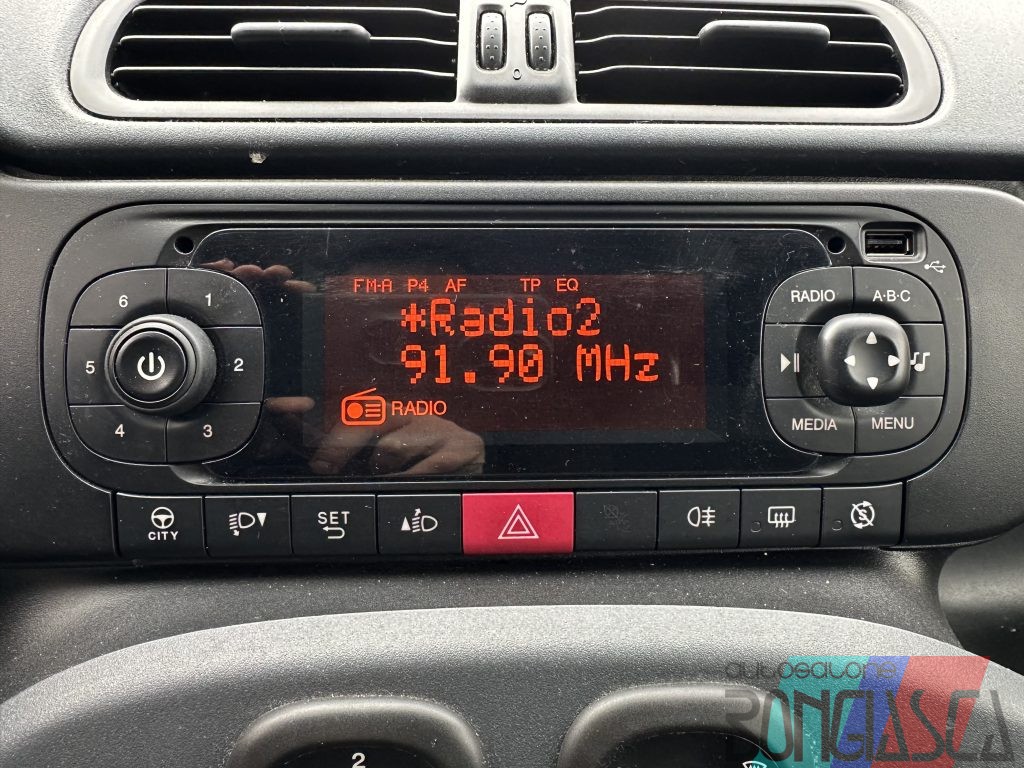 FM-A P4 AF TP EQ
*Radio2
91.90 MHz
RADIO
6 1
5 2
4 3
RADIO A·B·C
MEDIA MENU
CITY
SET
2
autosalone
RONGIASCA